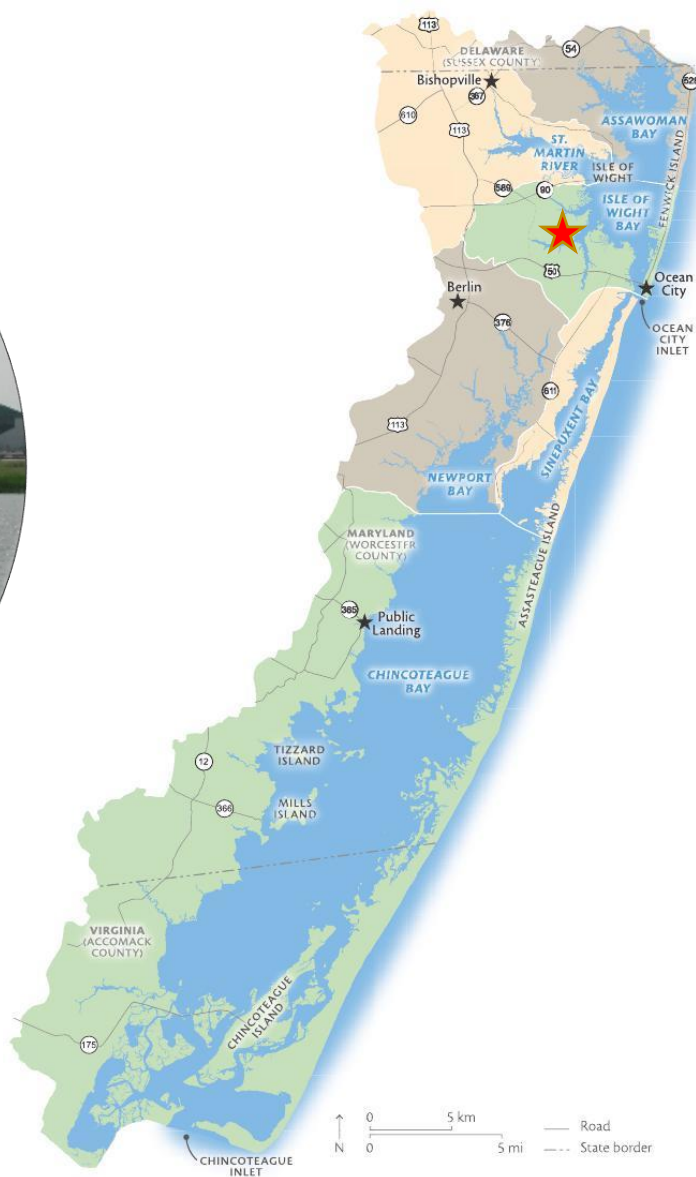 113
DELAWARE
(SUSSEX COUNTY)
54
Bishopville
367
528
610
113
ASSAWOMAN
BAY
ST.
MARTIN
RIVER
ISLE OF
WIGHT
FENWICK ISLAND
589
90
ISLE OF
WIGHT
BAY
50
Berlin
Ocean
City
376
OCEAN
CITY
INLET
611
113
SINEPUXENT BAY
NEWPORT
BAY
MARYLAND
(WORCESTER
COUNTY)
ASSATEAGUE ISLAND
365
Public
Landing
CHINCOTEAGUE
BAY
12
TIZZARD
ISLAND
366
MILLS
ISLAND
VIRGINIA
(ACCOMACK
COUNTY)
CHINCOTEAGUE
ISLAND
175
CHINCOTEAGUE
INLET
N
0 5 km
0 5 mi
Road
State border